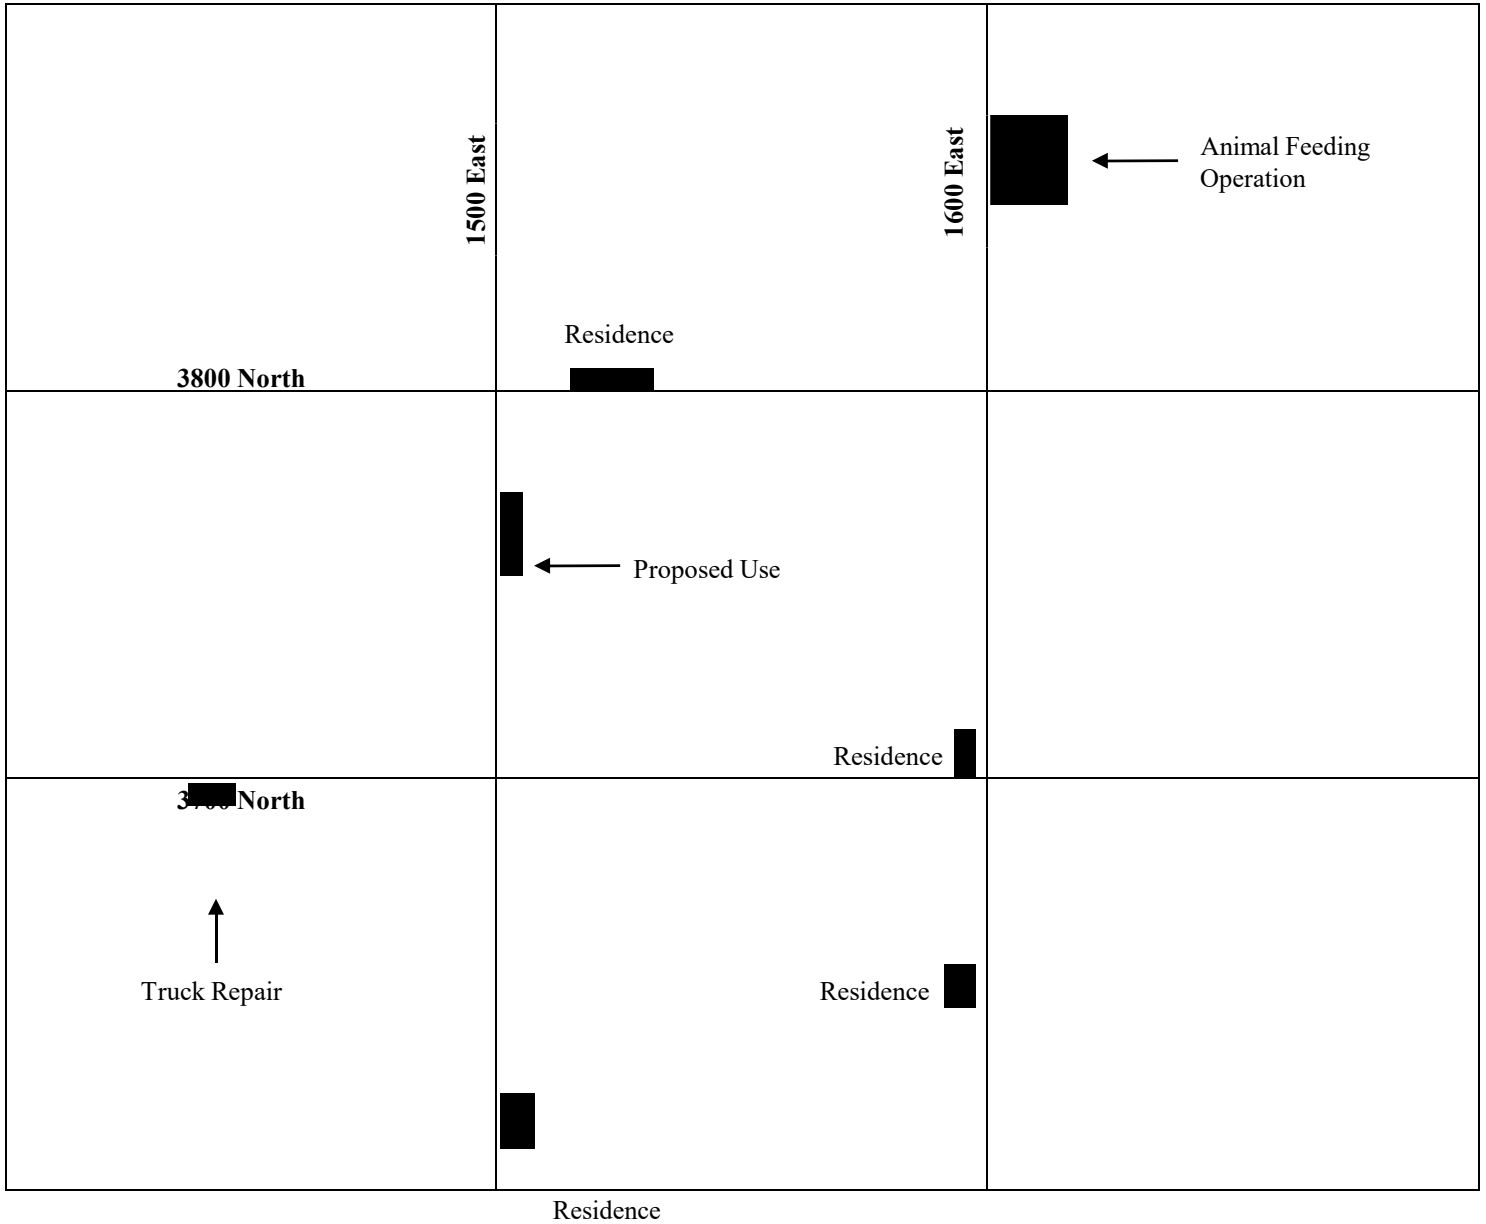 1500 East
1600 East
Animal Feeding
Operation
Residence
3800 North
Proposed Use
Residence
North
Truck Repair
Residence
Residence